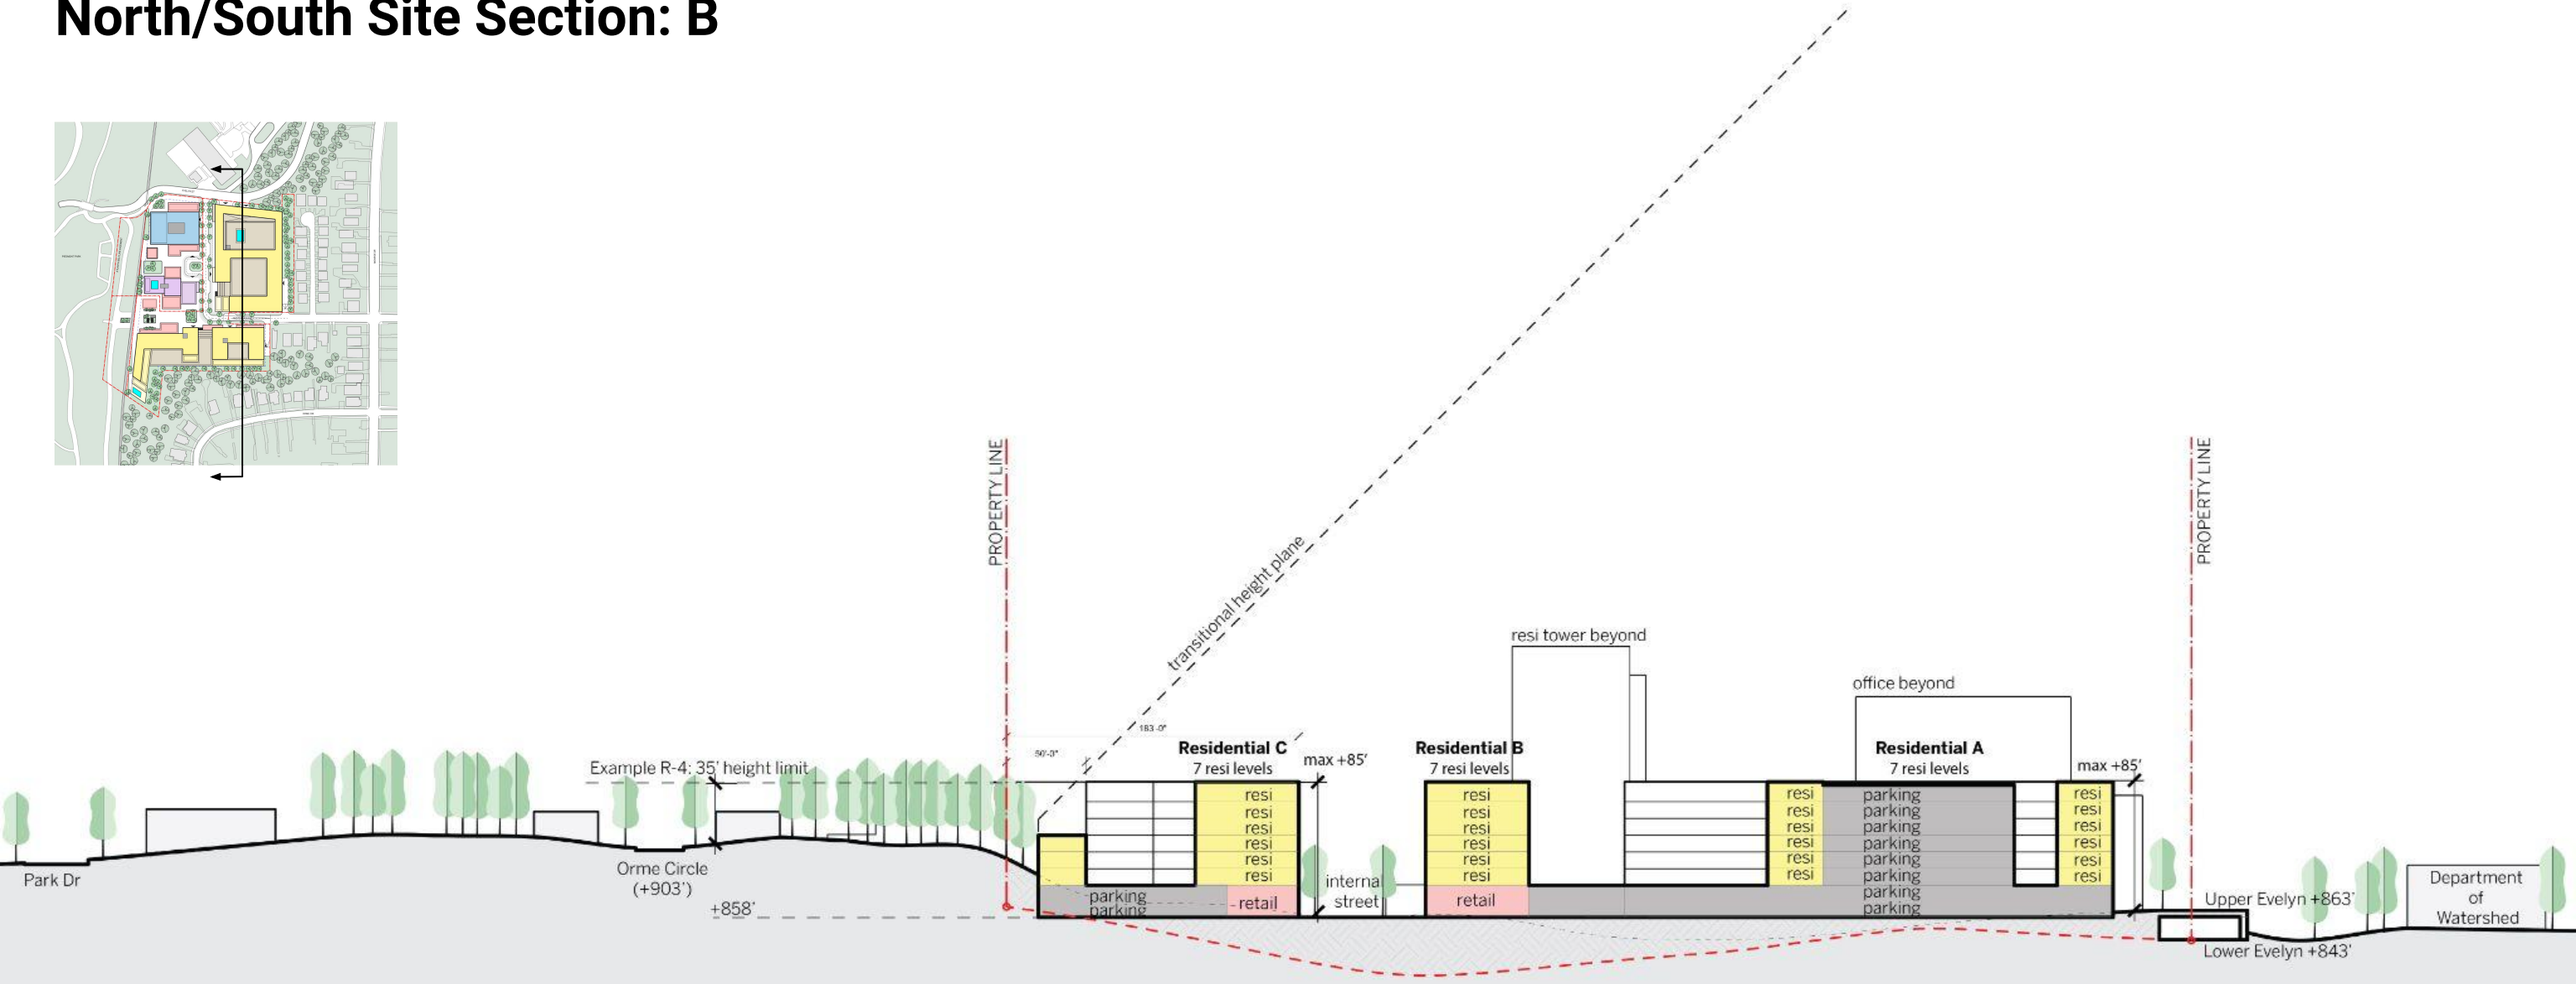 North/South Site Section: B
PROPERTY LINE
PROPERTY LINE
transitional height plane
resi tower beyond
office beyond
183'-0"
50'-3"
Residential C
7 resi levels
max +85'
Residential B
7 resi levels
Residential A
7 resi levels
max +85'
Example R-4: 35' height limit
resi
resi
resi
resi
resi
resi
parking
parking
retail
internal
street
resi
resi
resi
resi
resi
resi
retail
resi
resi
resi
resi
resi
resi
parking
parking
parking
parking
parking
parking
parking
parking
resi
resi
resi
resi
resi
resi
Park Dr
Orme Circle
(+903')
+858'
Upper Evelyn +863'
Lower Evelyn +843'
Department
of
Watershed